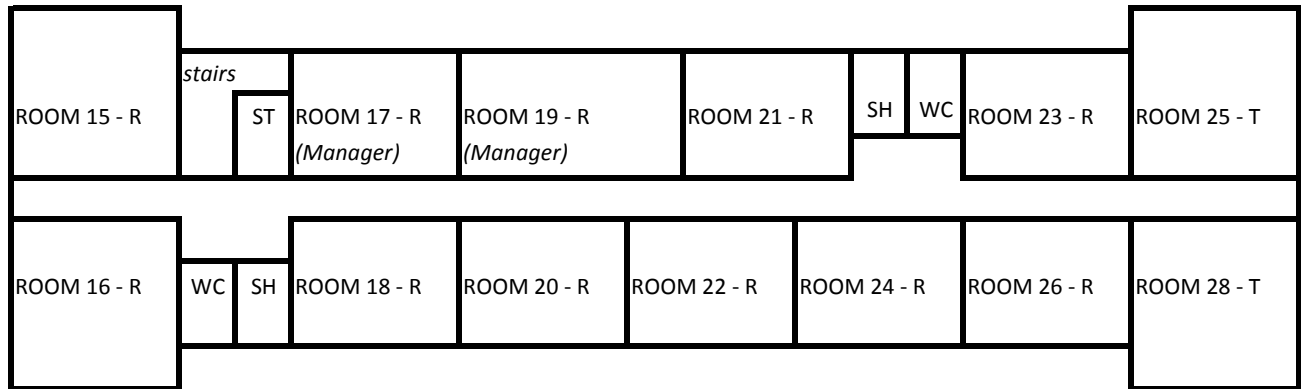 stairs
ROOM 15 - R
ST
ROOM 17 - R
(Manager)
ROOM 19 - R
(Manager)
ROOM 21 - R
SH
WC
ROOM 23 - R
ROOM 25 - T
ROOM 16 - R
WC
SH
ROOM 18 - R
ROOM 20 - R
ROOM 22 - R
ROOM 24 - R
ROOM 26 - R
ROOM 28 - T